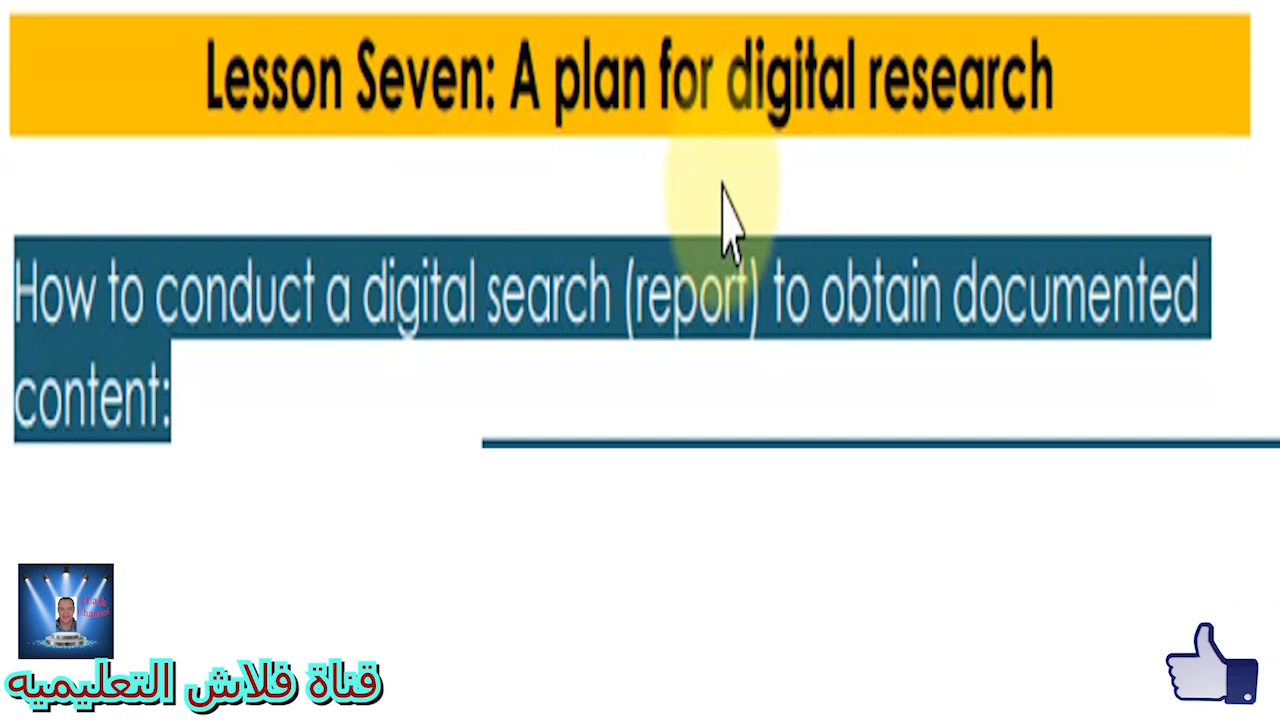 Lesson Seven: A plan for digital research
How to conduct a digital search (report) to obtain documented
content:
قناة فلاش التعليميه